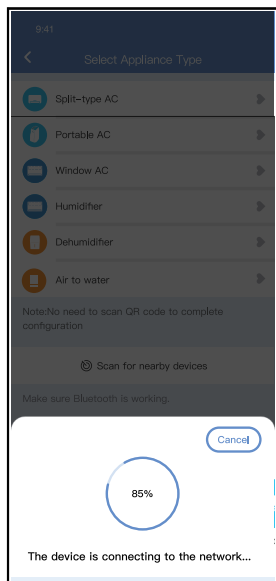 9:41
Select Appliance Type
Split-type AC
Portable AC
Window AC
Humidifier
Dehumidifier
Air to water
Note:No need to scan QR code to complete
configuration
Scan for nearby devices
Make sure Bluetooth is working.
Cancel
85%
The device is connecting to the network...